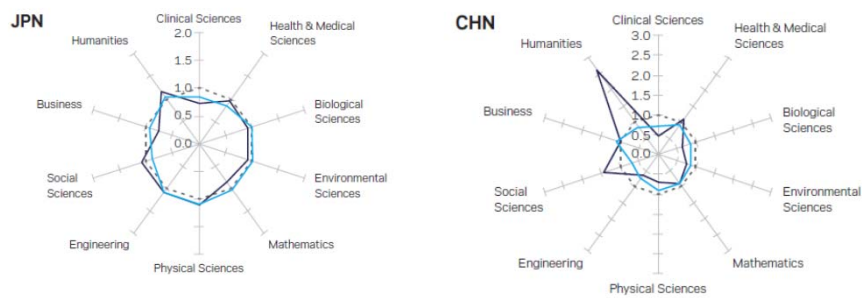 JPN
Clinical Sciences
2.0
1.5
1.0
0.5
0.0
Health & Medical
Sciences
Biological
Sciences
Environmental
Sciences
Mathematics
Physical Sciences
Engineering
Social
Sciences
Business
Humanities
CHN
Clinical Sciences
3.0
2.5
2.0
1.5
1.0
0.5
0.0
Health & Medical
Sciences
Biological
Sciences
Environmental
Sciences
Mathematics
Physical Sciences
Engineering
Social
Sciences
Business
Humanities